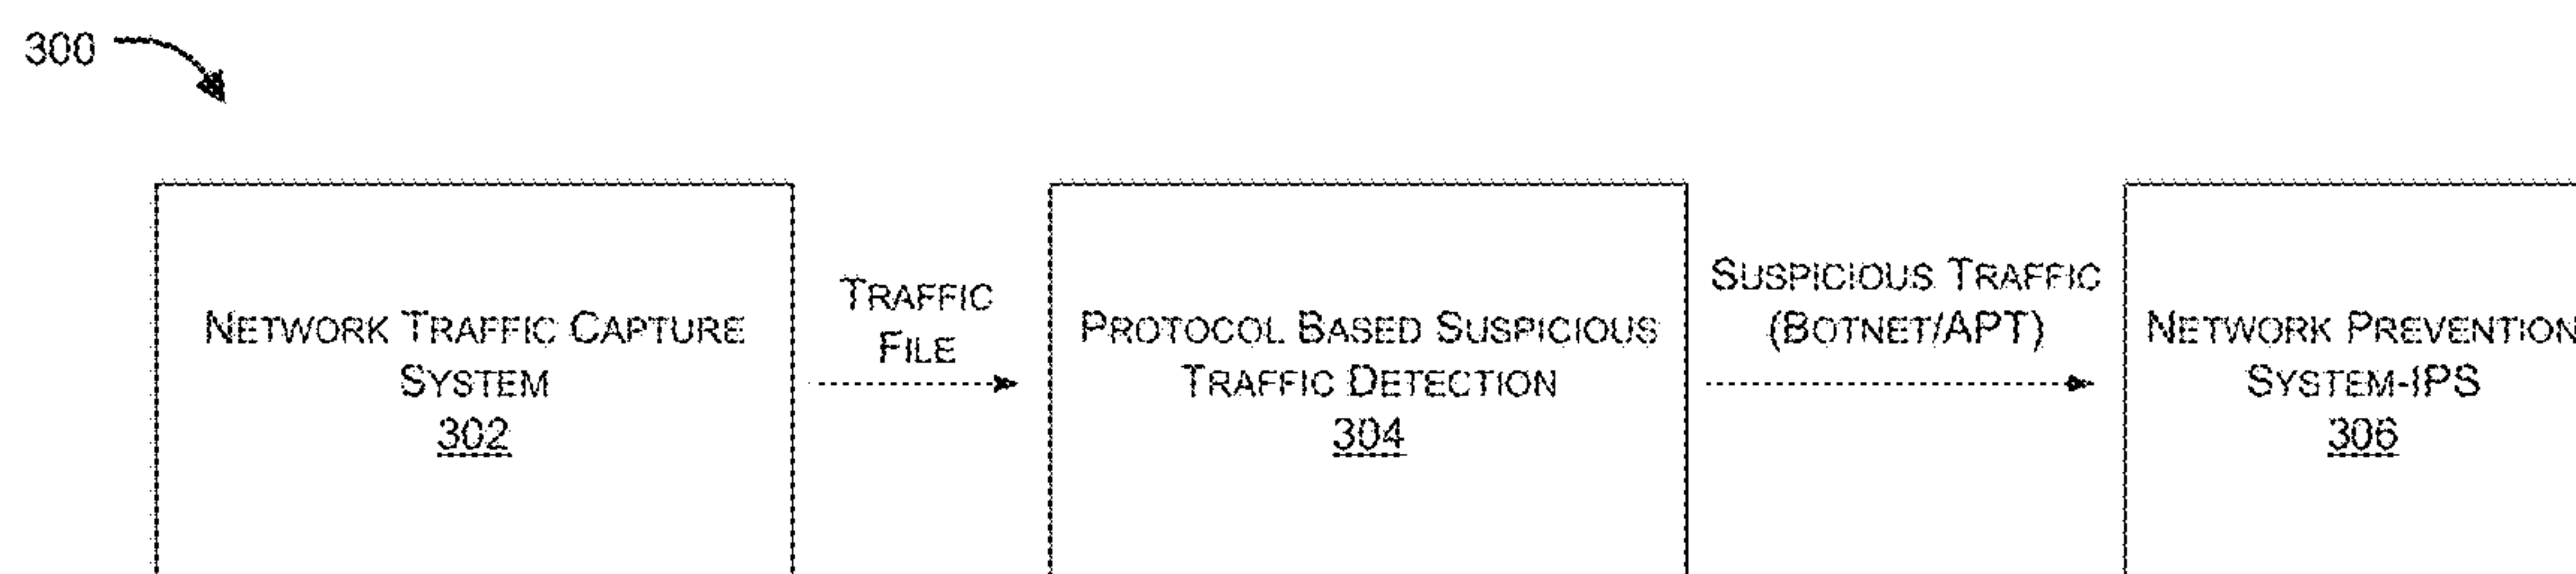 300
NETWORK TRAFFIC CAPTURE
SYSTEM
302
TRAFFIC
FILE
PROTOCOL BASED SUSPICIOUS
TRAFFIC DETECTION
304
SUSPICIOUS TRAFFIC
(BOTNET/APT)
NETWORK PREVENTION
SYSTEM-IPS
306